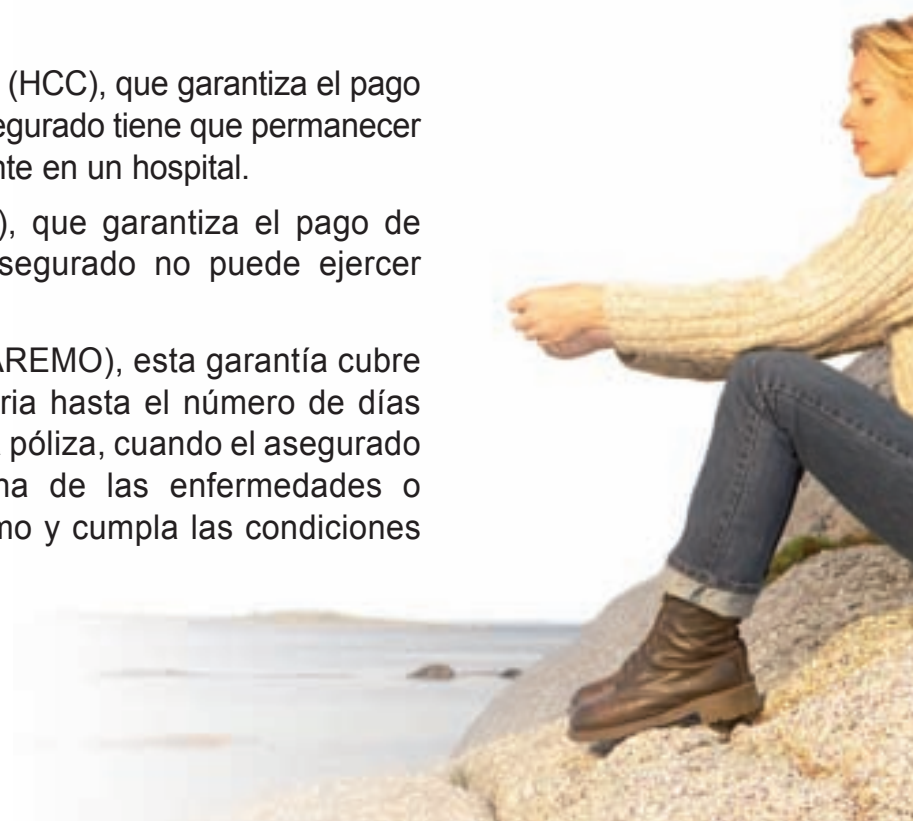 (HCC), que garantiza el pago
egurado tiene que permanecer
nte en un hospital.
), que garantiza el pago de
segurado no puede ejercer
AREMO), esta garantía cubre
ria hasta el número de días
póliza, cuando el asegurado
na de las enfermedades o
mo y cumpla las condiciones